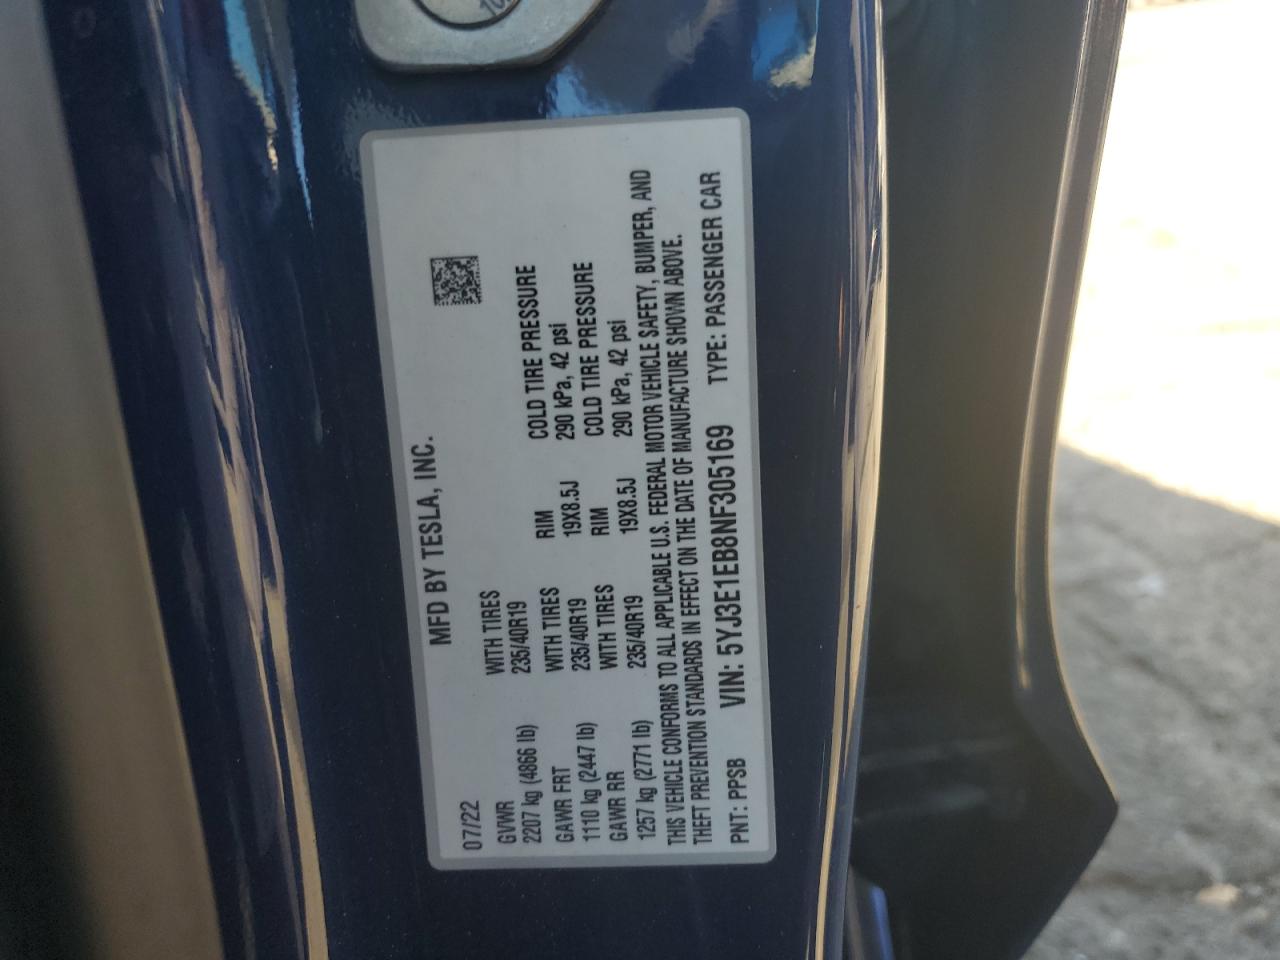 07/22 MFD BY TESLA, INC.
GVWR WITH TIRES RIM COLD TIRE PRESSURE
2207 kg (4866 lb) 235/40R19 19X8.5J 290 kPa, 42 psi
GAWR FRT WITH TIRES RIM COLD TIRE PRESSURE
1110 kg (2447 lb) 235/40R19 19X8.5J 290 kPa, 42 psi
GAWR RR WITH TIRES
1257 kg (2771 lb) 235/40R19
THIS VEHICLE CONFORMS TO ALL APPLICABLE U.S. FEDERAL MOTOR VEHICLE SAFETY, BUMPER, AND
THEFT PREVENTION STANDARDS IN EFFECT ON THE DATE OF MANUFACTURE SHOWN ABOVE.
PNT: PPSB VIN: 5YJ3E1EB8NF305169 TYPE: PASSENGER CAR